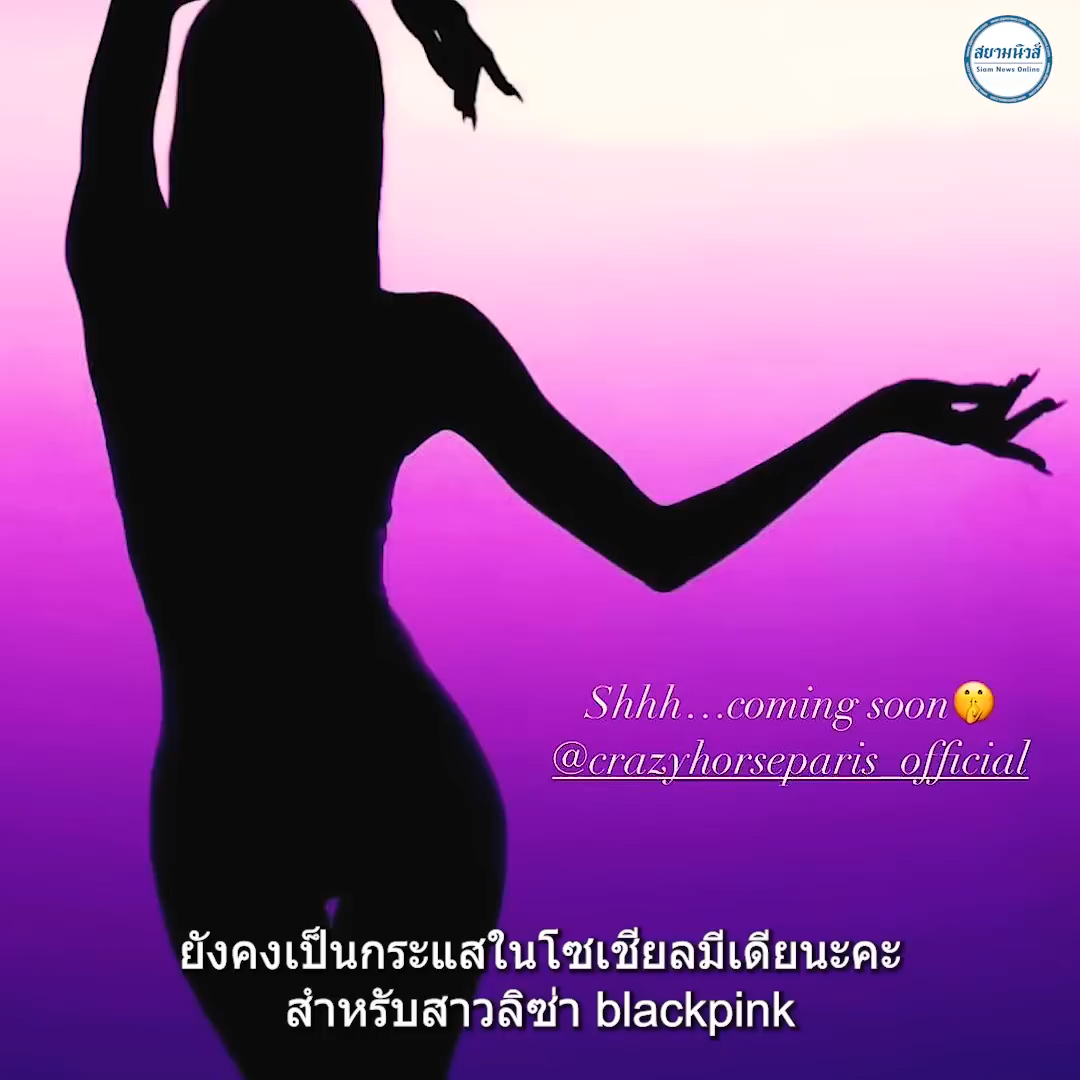 สยามนิวส์
Siam News Online
Shhh...coming soon🤫
@crazyhorseparis_official
ยังคงเป็นกระแสในโซเชียลมีเดียนะคะ
สำหรับสาวลิซ่า blackpink